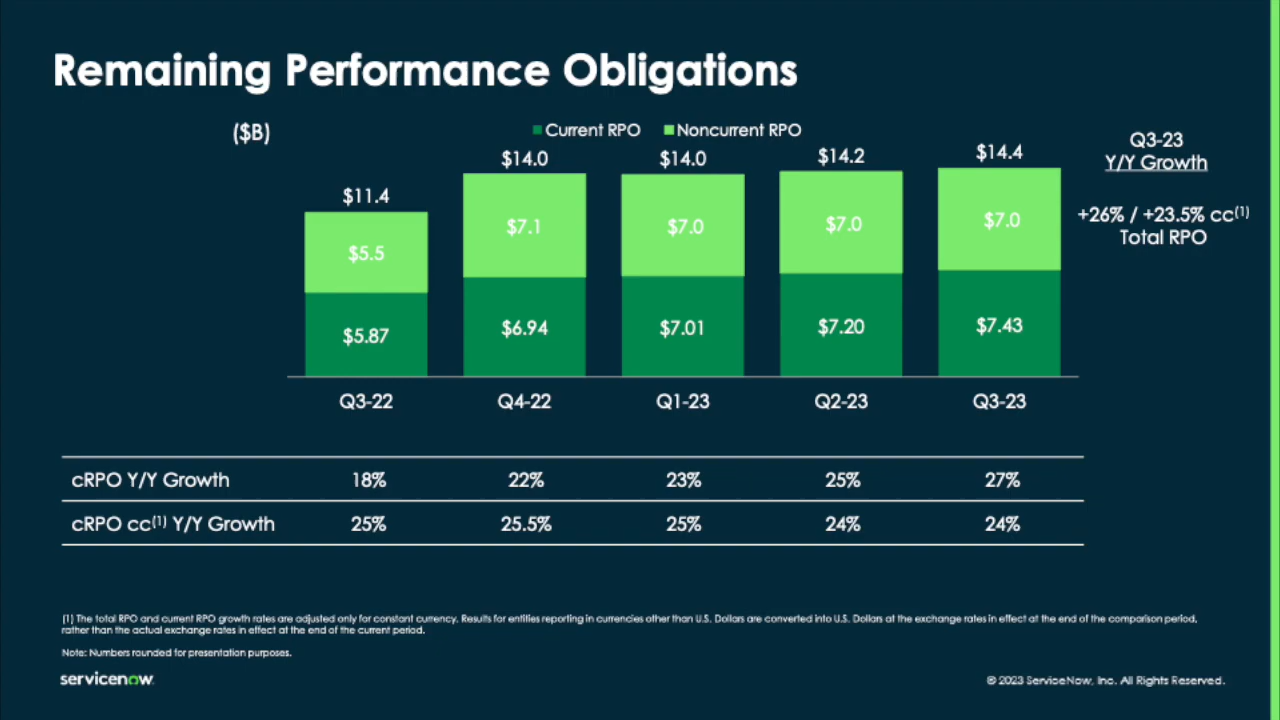 Remaining Performance Obligations
($B)
Current RPO Noncurrent RPO
$11.4 $14.0 $14.0 $14.2 $14.4
$5.5 $7.1 $7.0 $7.0 $7.0
$5.87 $6.94 $7.01 $7.20 $7.43
Q3-22 Q4-22 Q1-23 Q2-23 Q3-23
Q3-23
Y/Y Growth
+26% / +23.5% cc(1)
Total RPO
cRPO Y/Y Growth 18% 22% 23% 25% 27%
cRPO cc(1) Y/Y Growth 25% 25.5% 25% 24% 24%
(1) The total RPO and current RPO growth rates are adjusted only for constant currency. Results for entities reporting in currencies other than U.S. Dollars are converted into U.S. Dollars at the exchange rates in effect at the end of the comparison period,
rather than the actual exchange rates in effect at the end of the current period.
Note: Numbers rounded for presentation purposes.
servicenow
© 2023 ServiceNow, Inc. All Rights Reserved.